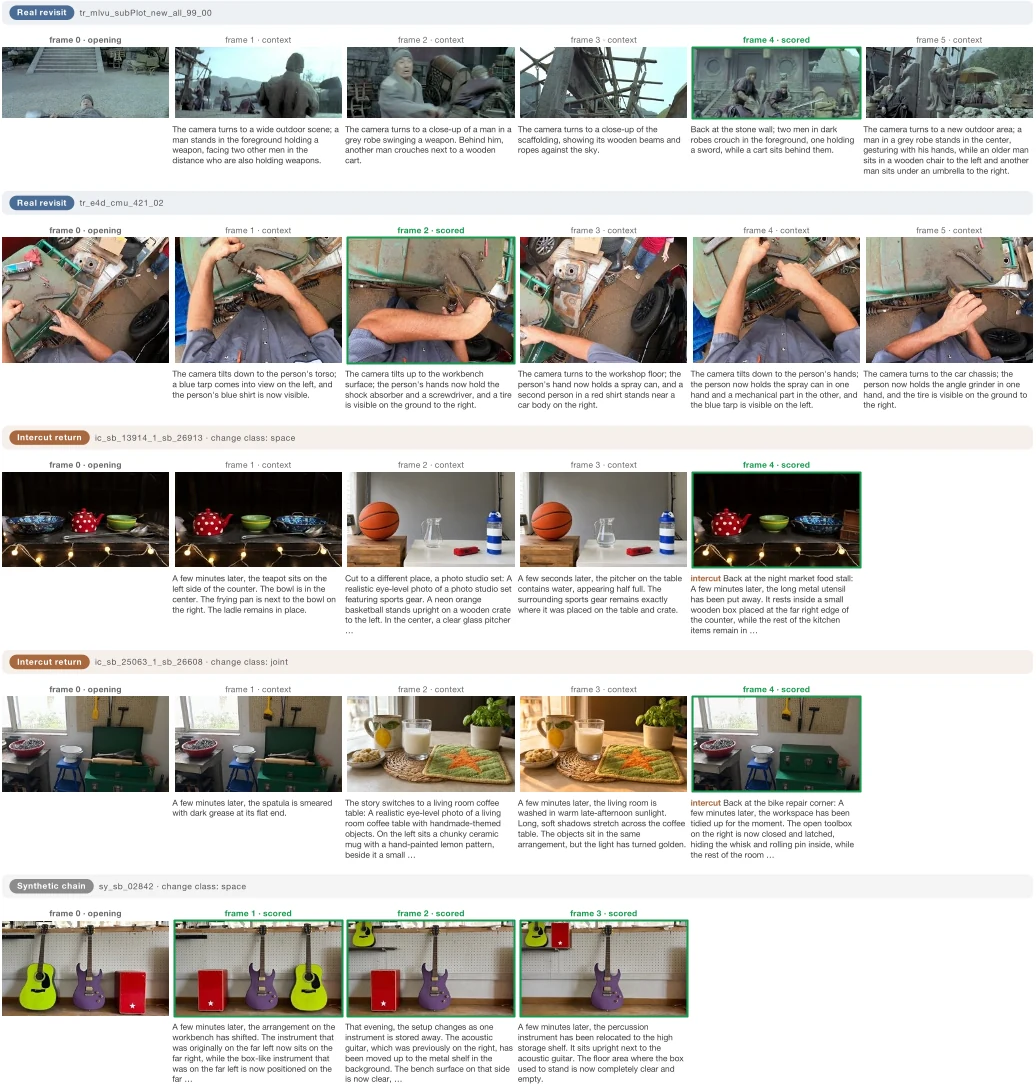 Real revisit tr_mlvu_subPlot_new_all_99_00
frame 0 · opening
frame 1 · context
frame 2 · context
frame 3 · context
frame 4 · scored
frame 5 · context
The camera turns to a wide outdoor scene; a
man stands in the foreground holding a
weapon, facing two other men in the
distance who are also holding weapons.
The camera turns to a close-up of a man in a
grey robe swinging a weapon. Behind him,
another man crouches next to a wooden
cart.
The camera turns to a close-up of the
scaffolding, showing its wooden beams and
ropes against the sky.
Back at the stone wall; two men in dark
robes crouch in the foreground, one holding
a sword, while a cart sits behind them.
The camera turns to a new outdoor area; a
man in a grey robe stands in the center,
gesturing with his hands, while an older man
sits in a wooden chair to the left and another
man sits under an umbrella to the right.
Real revisit tr_e4d_cmu_421_02
frame 0 · opening
frame 1 · context
frame 2 · scored
frame 3 · context
frame 4 · context
frame 5 · context
The camera tilts down to the person's torso;
a blue tarp comes into view on the left, and
the person's blue shirt is now visible.
The camera tilts up to the workbench
surface; the person's hands now hold the
shock absorber and a screwdriver, and a tire
is visible on the ground to the right.
The camera turns to the workshop floor; the
person's hand now holds a spray can, and a
second person in a red shirt stands near a
car body on the right.
The camera tilts down to the person's hands;
the person now holds the spray can in one
hand and a mechanical part in the other, and
the blue tarp is visible on the left.
The camera turns to the car chassis; the
person now holds the angle grinder in one
hand, and the tire is visible on the ground to
the right.
Intercut return ic_sb_13914_1_sb_26913 · change class: space
frame 0 · opening
frame 1 · context
frame 2 · context
frame 3 · context
frame 4 · scored
A few minutes later, the teapot sits on the
left side of the counter. The bowl is in the
center. The frying pan is next to the bowl on
the right. The ladle remains in place.
Cut to a different place, a photo studio set: A
realistic eye-level photo of a photo studio set
featuring sports gear. A neon orange
basketball stands upright on a wooden crate
to the left. In the center, a clear glass pitcher
…
A few seconds later, the pitcher on the table
contains water, appearing half full. The
surrounding sports gear remains exactly
where it was placed on the table and crate.
intercut Back at the night market food stall:
A few minutes later, the long metal utensil
has been put away. It rests inside a small
wooden box placed at the far right edge of
the counter, while the rest of the kitchen
items remain in …
Intercut return ic_sb_25063_1_sb_26608 · change class: joint
frame 0 · opening
frame 1 · context
frame 2 · context
frame 3 · context
frame 4 · scored
A few minutes later, the spatula is smeared
with dark grease at its flat end.
The story switches to a living room coffee
table: A realistic eye-level photo of a living
room coffee table with handmade-themed
objects. On the left sits a chunky ceramic
mug with a hand-painted lemon pattern,
beside it a small …
A few minutes later, the living room is
washed in warm late-afternoon sunlight.
Long, soft shadows stretch across the coffee
table. The objects sit in the same
arrangement, but the light has turned golden.
intercut Back at the bike repair corner: A
few minutes later, the workspace has been
tidied up for the moment. The open toolbox
on the right is now closed and latched,
hiding the whisk and rolling pin inside, while
the rest of the room …
Synthetic chain sy_sb_02842 · change class: space
frame 0 · opening
frame 1 · scored
frame 2 · scored
frame 3 · scored
A few minutes later, the arrangement on the
workbench has shifted. The instrument that
was originally on the far left now sits on the
far right, while the box-like instrument that
was on the far left is now positioned on the
far …
That evening, the setup changes as one
instrument is stored away. The acoustic
guitar, which was previously on the right, has
been moved up to the metal shelf in the
background. The bench surface on that side
is now clear, …
A few minutes later, the percussion
instrument has been relocated to the high
storage shelf. It sits upright next to the
acoustic guitar. The floor area where the box
used to stand is now completely clear and
empty.